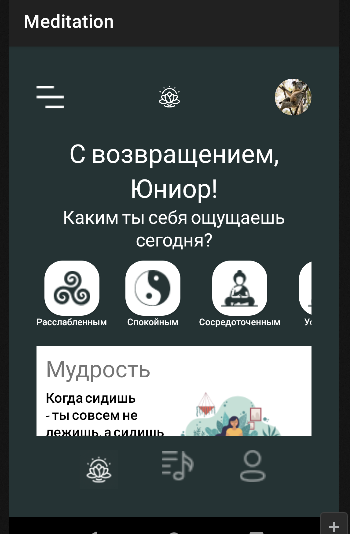 Meditation
С возвращением,
Юниор!
Каким ты себя ощущаешь
сегодня?
Расслабленным Спокойным Сосредоточенным
Мудрость
Когда сидишь
- ты совсем не
лежишь, а сидишь